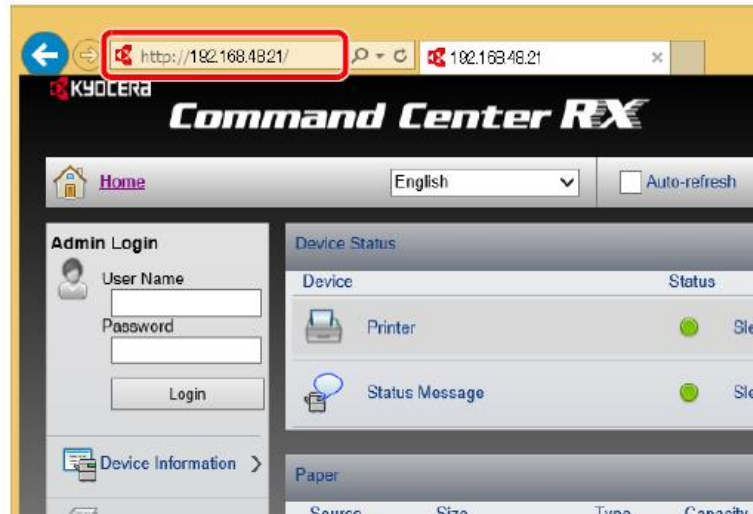 http://192.168.48.21/
192.168.48.21
KYOCERA
Command Center RX
Home
English
Auto-refresh
Admin Login
User Name
Password
Login
Device Information
Device Status
Device Status
Printer
Status Message
Paper
Source Size Type Capacity